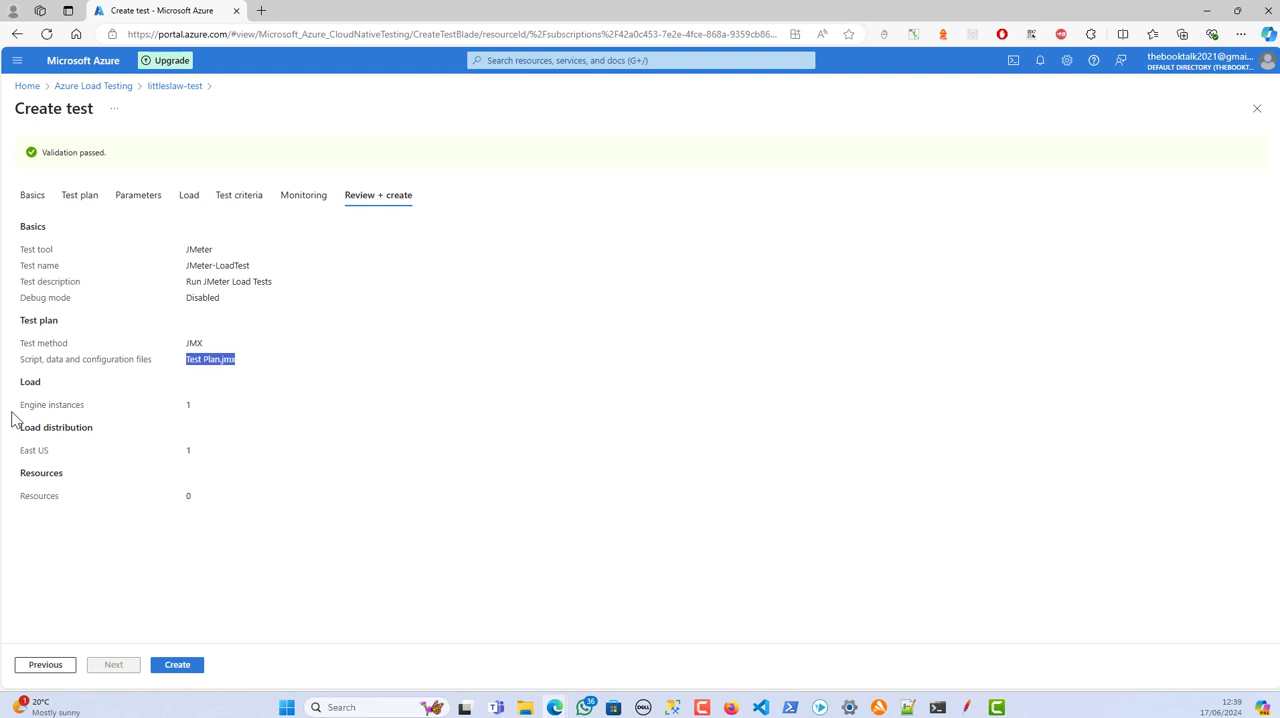 Create test - Microsoft Azure
https://portal.azure.com/#view/Microsoft_Azure_CloudNativeTesting/CreateTestBlade/resourceId/%2Fsubscriptions%2F42a0c453-7e2e-4fce-868a-9359cb66...
Microsoft Azure
Upgrade
Search resources, services, and docs (G+/)
thebooktalk2021@gmai...
DEFAULT DIRECTORY (THEBOOKT...
Home > Azure Load Testing > littleslaw-test >
Create test ...
Validation passed.
Basics Test plan Parameters Load Test criteria Monitoring Review + create
Basics
Test tool JMeter
Test name JMeter-LoadTest
Test description Run JMeter Load Tests
Debug mode Disabled
Test plan
Test method JMX
Script, data and configuration files Test Plan.jmx
Load
Engine instances 1
Load distribution
East US 1
Resources
Resources 0
Previous Next Create
1
20°C
Mostly sunny
Search
36
DELL
12:39
17/06/2024